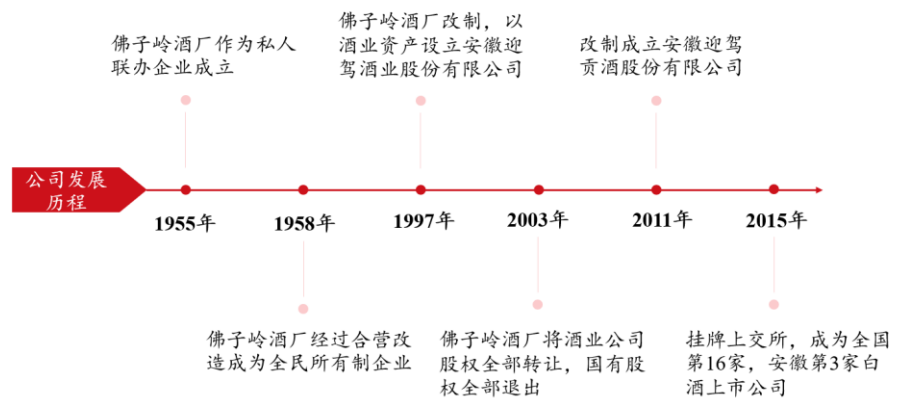 佛子岭酒厂作为私人
联办企业成立
佛子岭酒厂改制，以
酒业资产设立安徽迎
驾酒业股份有限公司
改制成立安徽迎驾
贡酒股份有限公司
公司发展
历程
1955年
1958年
1997年
2003年
2011年
2015年
佛子岭酒厂经过合营改
造成为全民所有制企业
佛子岭酒厂将酒业公司
股权全部转让，国有股
权全部退出
挂牌上交所，成为全国
第16家，安徽第3家白
酒上市公司